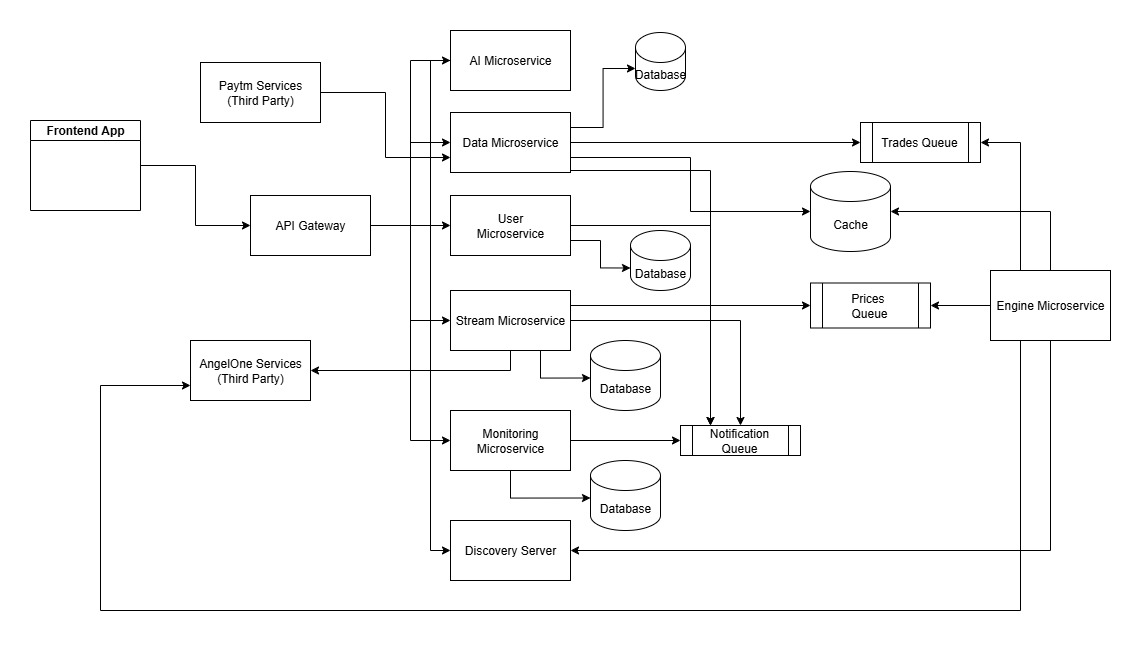 AI Microservice
Database
Paytm Services
(Third Party)
Frontend App
Data Microservice
Trades Queue
API Gateway
User
Microservice
Cache
Database
Stream Microservice
Prices
Queue
Engine Microservice
AngelOne Services
(Third Party)
Database
Monitoring
Microservice
Notification
Queue
Database
Discovery Server